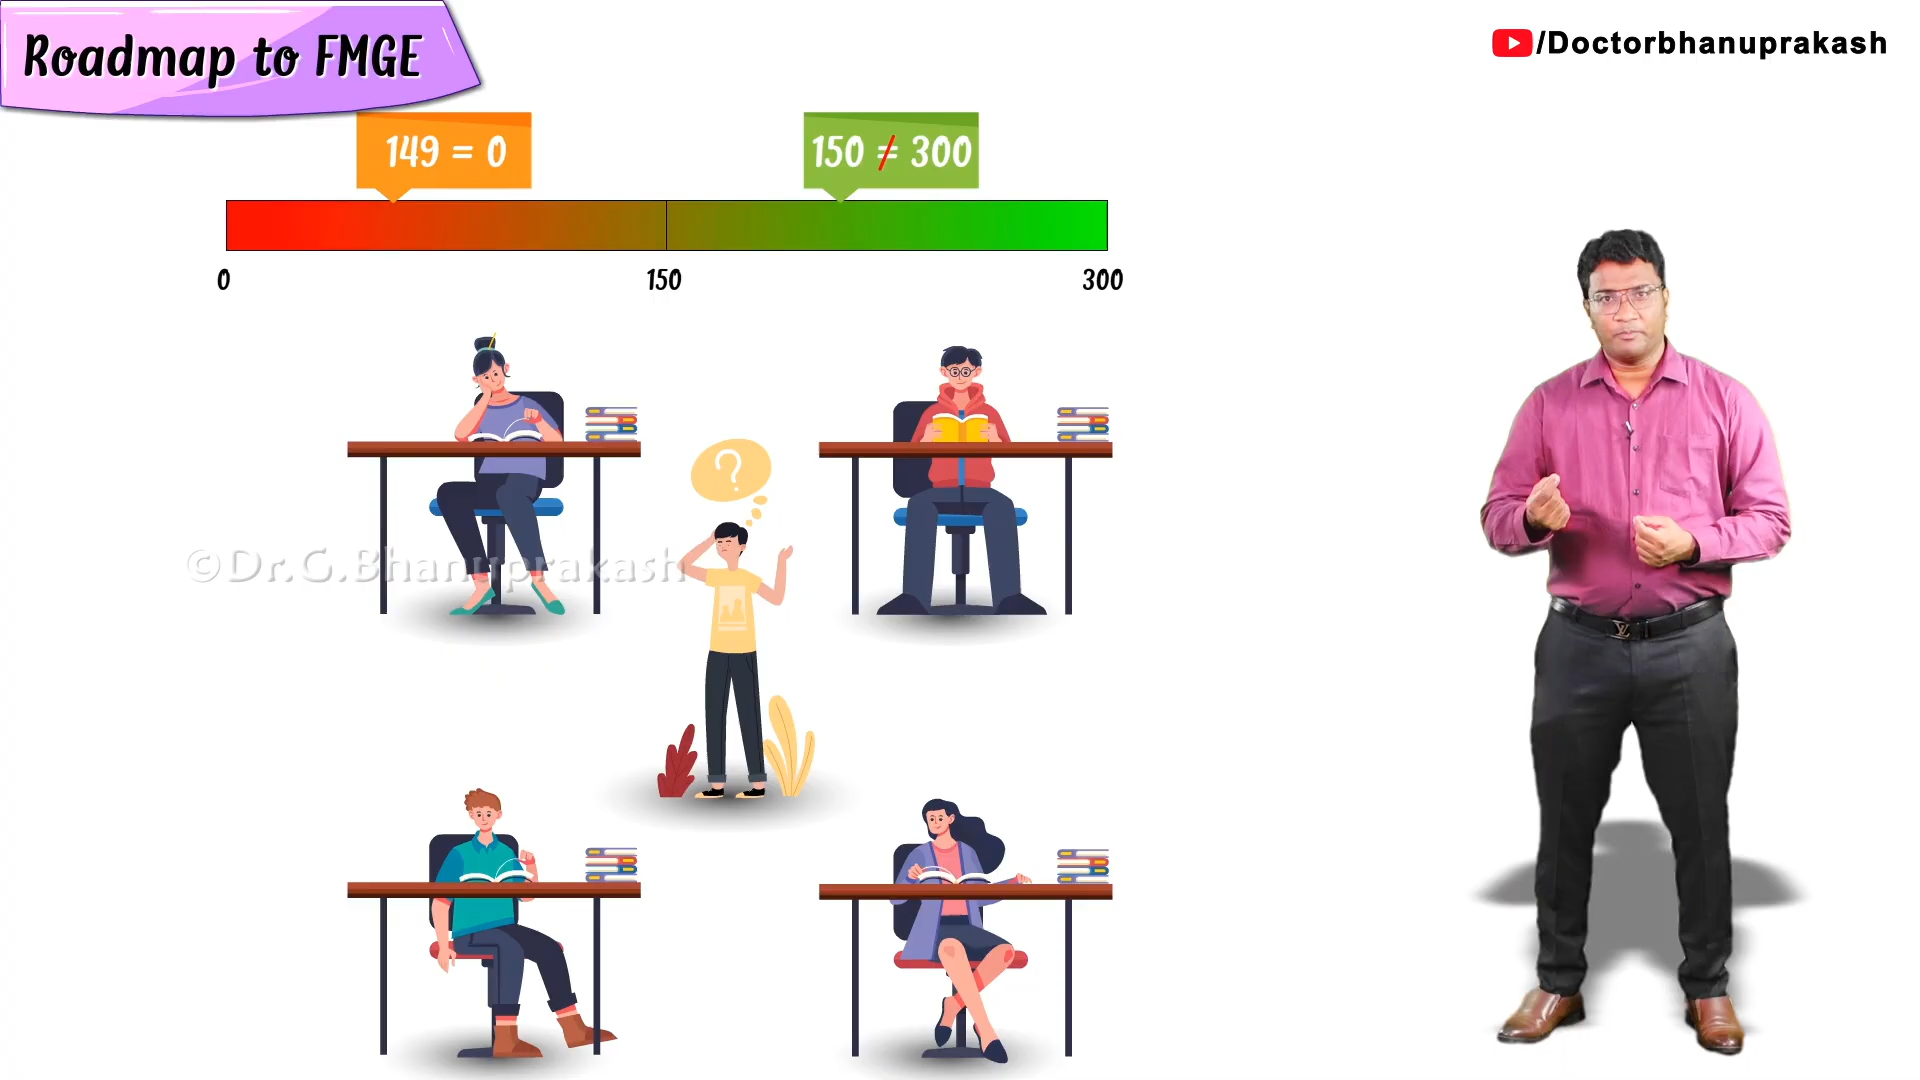 Roadmap to FMGE
/Doctorbhanuprakash
149 = 0
150 ≠ 300
0 150 300
?
©Dr.G.Bhanuprakash